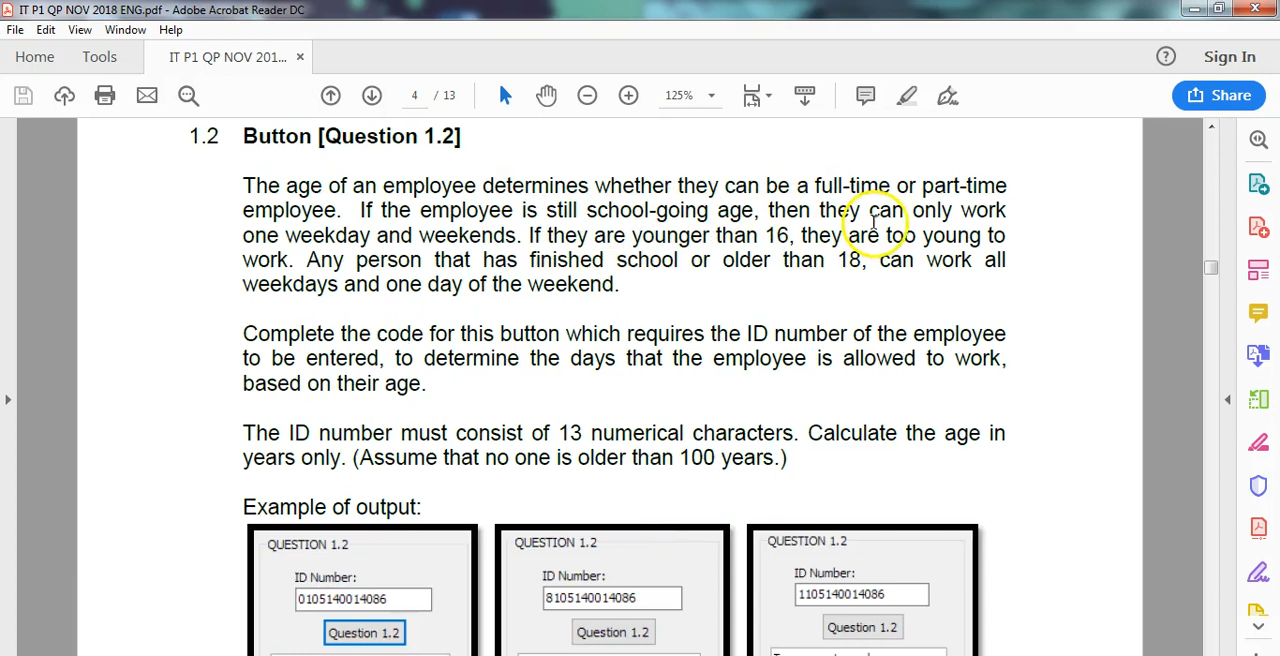 IT P1 QP NOV 2018 ENG.pdf - Adobe Acrobat Reader DC
File Edit View Window Help
Home Tools IT P1 QP NOV 201... × Sign In
4 / 13 125% Share
1.2 Button [Question 1.2]
The age of an employee determines whether they can be a full-time or part-time
employee. If the employee is still school-going age, then they can only work
one weekday and weekends. If they are younger than 16, they are too young to
work. Any person that has finished school or older than 18, can work all
weekdays and one day of the weekend.
Complete the code for this button which requires the ID number of the employee
to be entered, to determine the days that the employee is allowed to work,
based on their age.
The ID number must consist of 13 numerical characters. Calculate the age in
years only. (Assume that no one is older than 100 years.)
Example of output:
QUESTION 1.2 QUESTION 1.2 QUESTION 1.2
ID Number: ID Number: ID Number:
0105140014086 8105140014086 1105140014086
Question 1.2 Question 1.2 Question 1.2